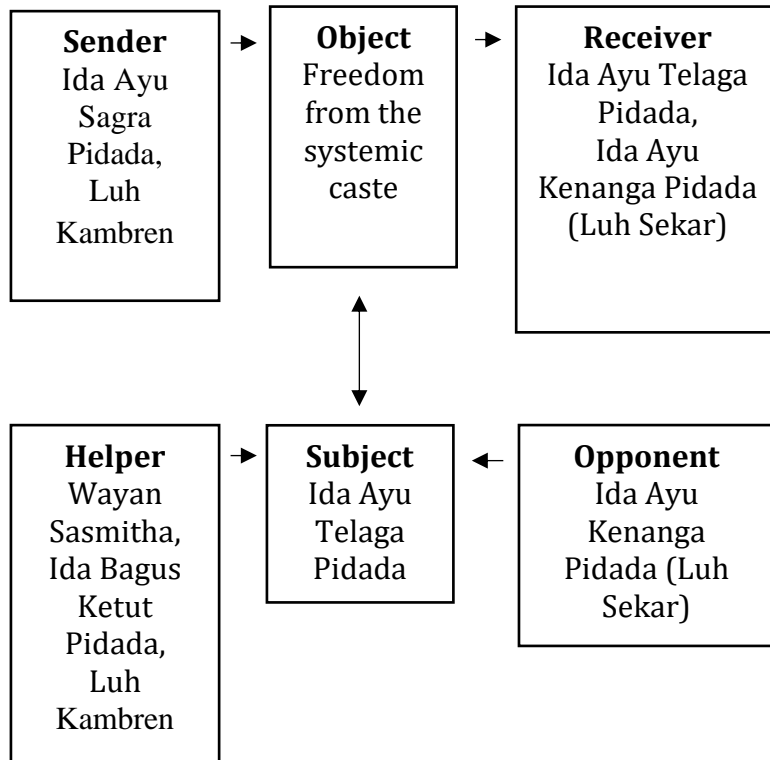 Sender
Ida Ayu
Sagra
Pidada,
Luh
Kambren
Object
Freedom
from the
systemic
caste
Receiver
Ida Ayu Telaga
Pidada,
Ida Ayu
Kenanga Pidada
(Luh Sekar)
Helper
Wayan
Sasmitha,
Ida Bagus
Ketut
Pidada,
Luh
Kambren
Subject
Ida Ayu
Telaga
Pidada
Opponent
Ida Ayu
Kenanga
Pidada (Luh
Sekar)